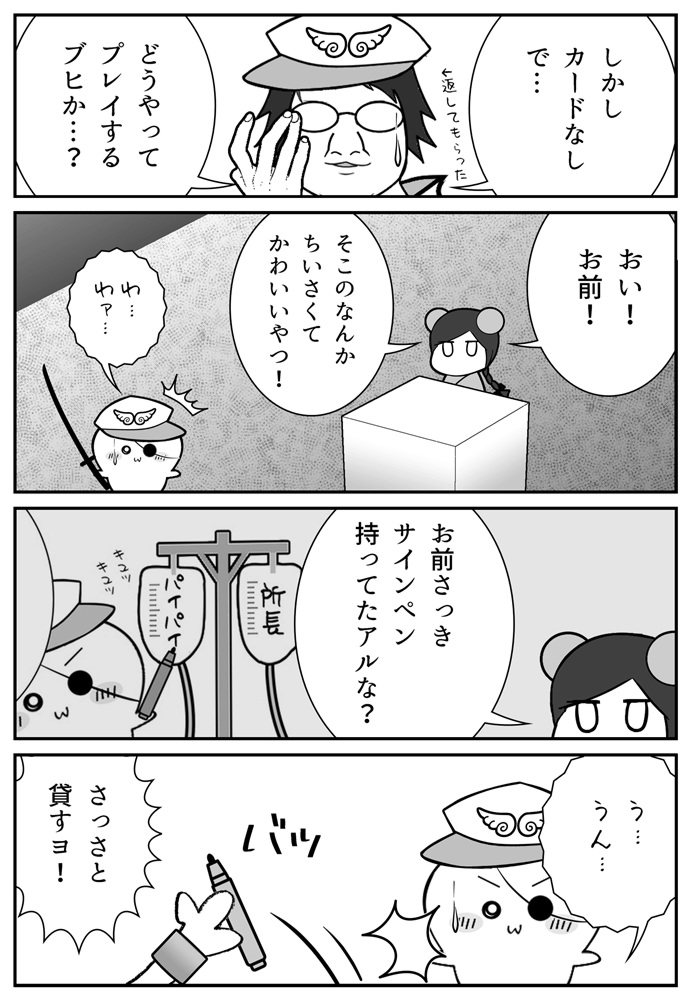 しかし
カードなし
で…
←返してもらった
どうやって
プレイする
ブヒか…？
おい！
お前！
そこのなんか
ちいさくて
かわいいやつ！
わ…
わァ…
お前さっき
サインペン
持ってたアルな？
所長
パイパイ
キュッ
キュッ
う…
うん…
バッ
さっさと
貸すヨ！